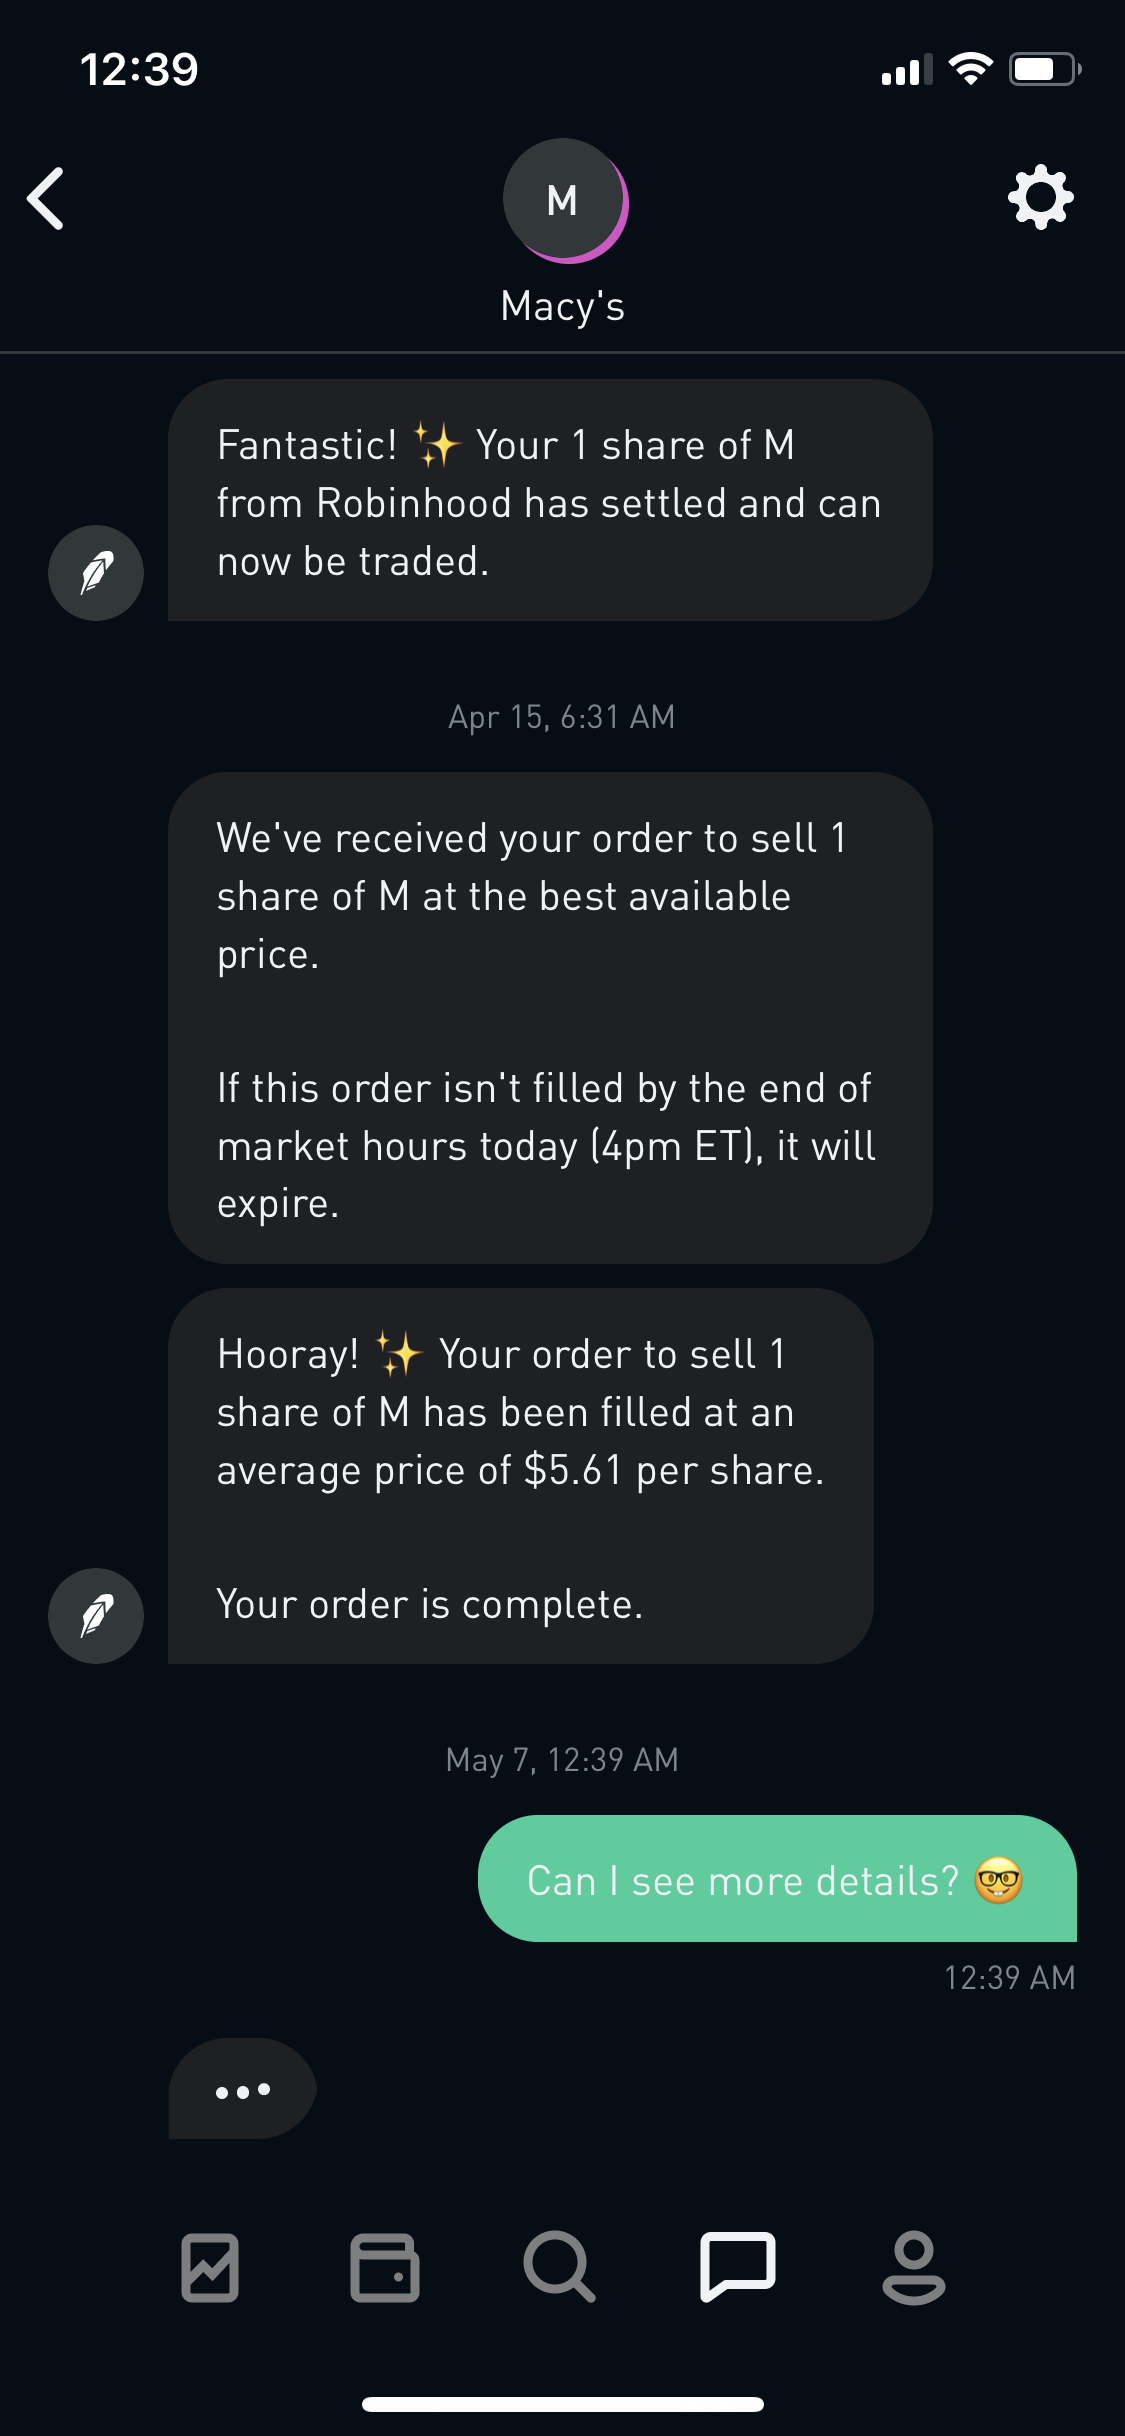 12:39
M
Macy's
Fantastic! ✨ Your 1 share of M
from Robinhood has settled and can
now be traded.
Apr 15, 6:31 AM
We've received your order to sell 1
share of M at the best available
price.
If this order isn't filled by the end of
market hours today (4pm ET), it will
expire.
Hooray! ✨ Your order to sell 1
share of M has been filled at an
average price of $5.61 per share.
Your order is complete.
May 7, 12:39 AM
Can I see more details? 🤓
12:39 AM